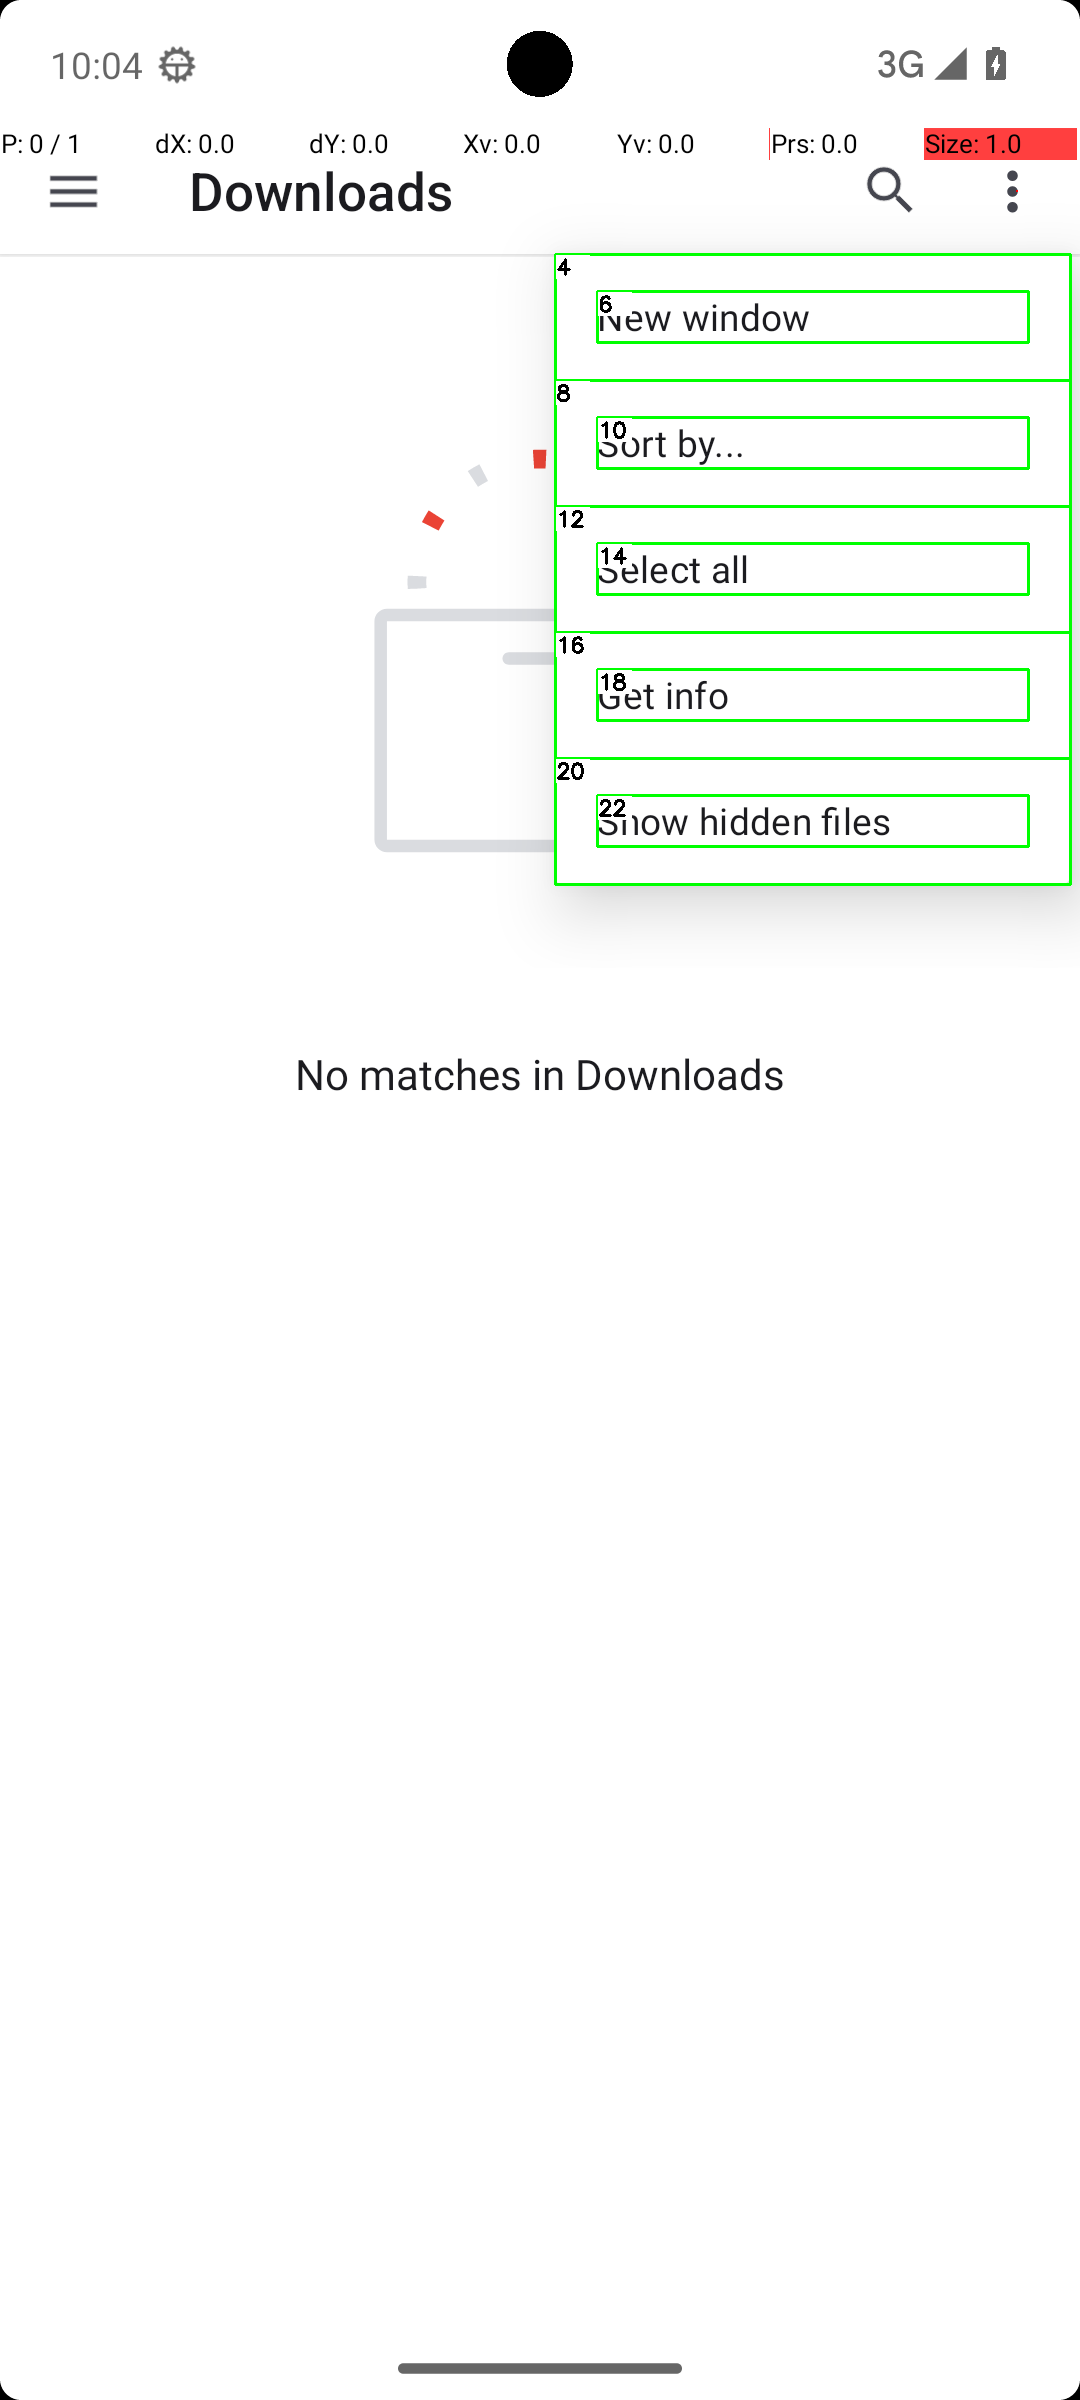 10:04
3G
P: 0 / 1 dX: 0.0 dY: 0.0 Xv: 0.0 Yv: 0.0 Prs: 0.0 Size: 1.0
Downloads
4
6
New window
8
10
Sort by...
12
14
Select all
16
18
Get info
20
22
Show hidden files
No matches in Downloads